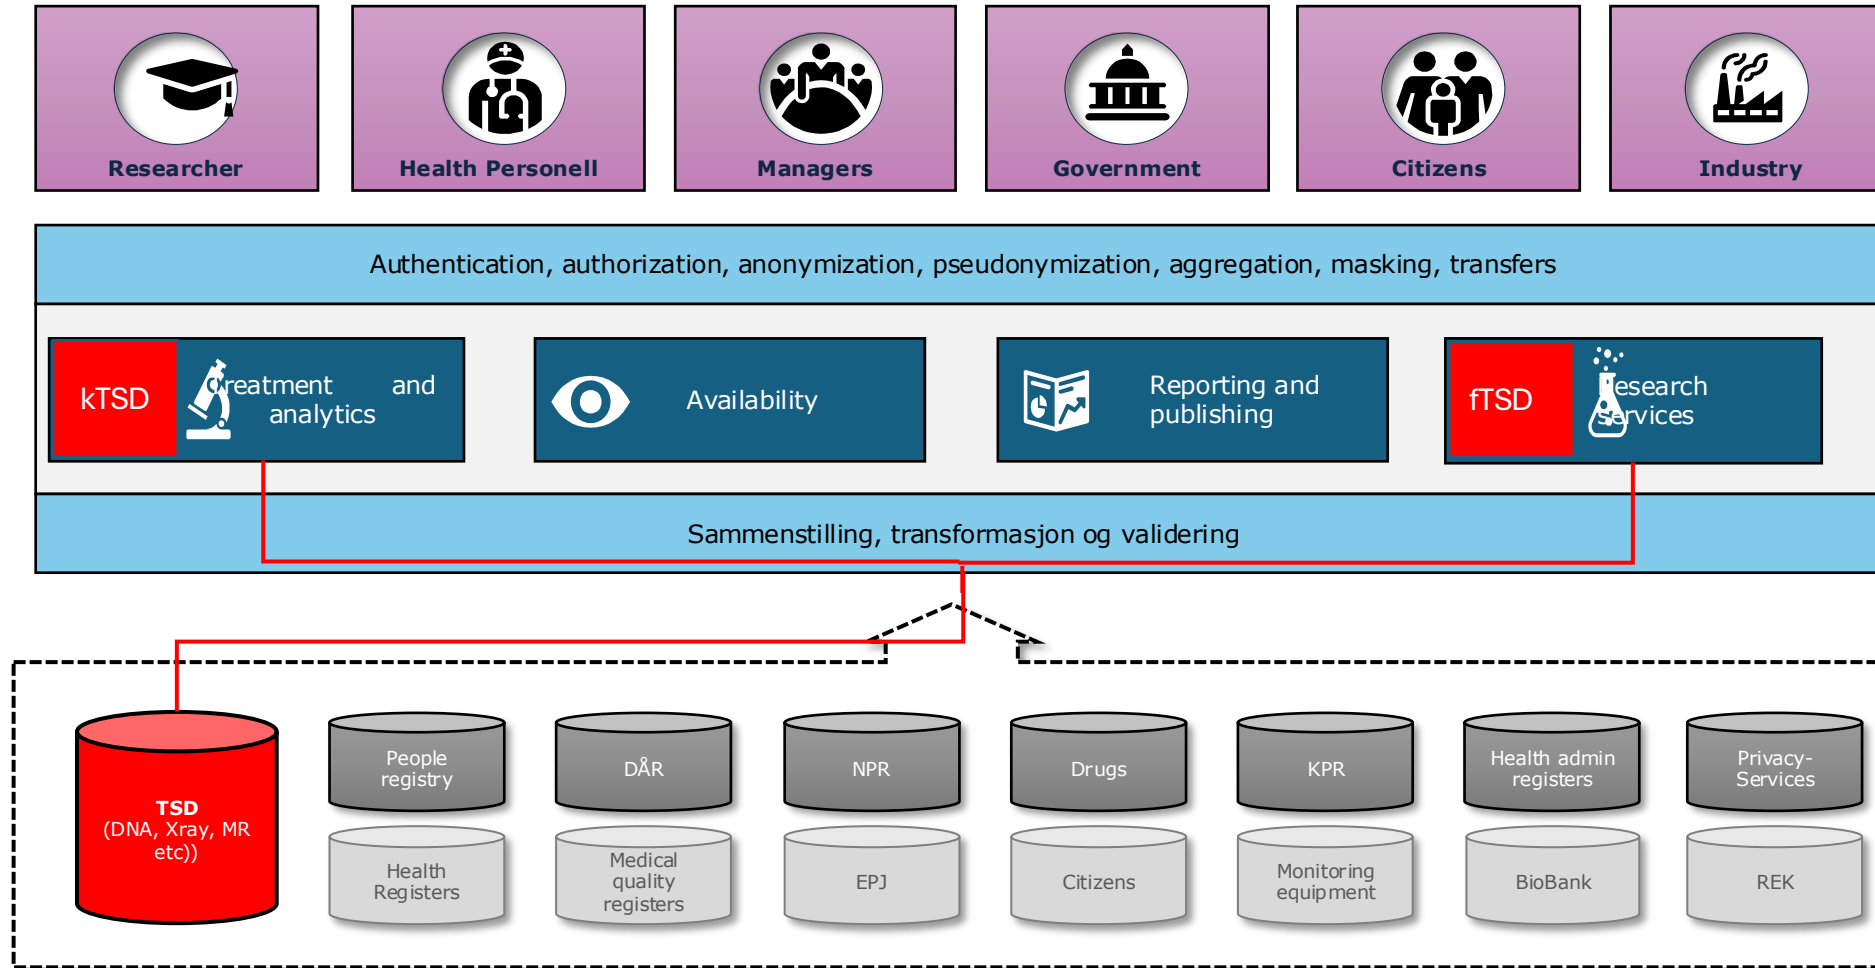 Researcher
Health Personell
Managers
Government
Citizens
Industry
Authentication, authorization, anonymization, pseudonymization, aggregation, masking, transfers
kTSD
Treatment and
analytics
Availability
Reporting and
publishing
fTSD
Research
services
Sammenstilling, transformasjon og validering
TSD
(DNA, Xray, MR
etc))
People
registry
DÅR
NPR
Drugs
KPR
Health admin
registers
Privacy-
Services
Health
Registers
Medical
quality
registers
EPJ
Citizens
Monitoring
equipment
BioBank
REK